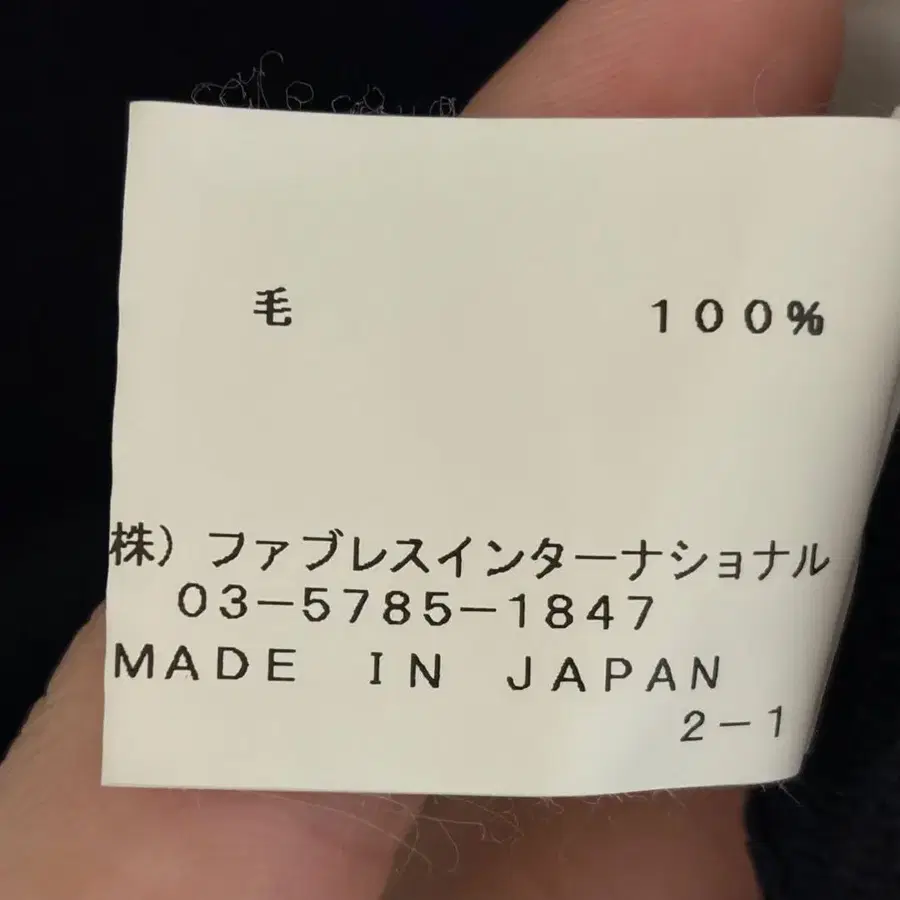 毛 100%
株）ファブレスインターナショナル
03-5785-1847
MADE IN JAPAN
2-1